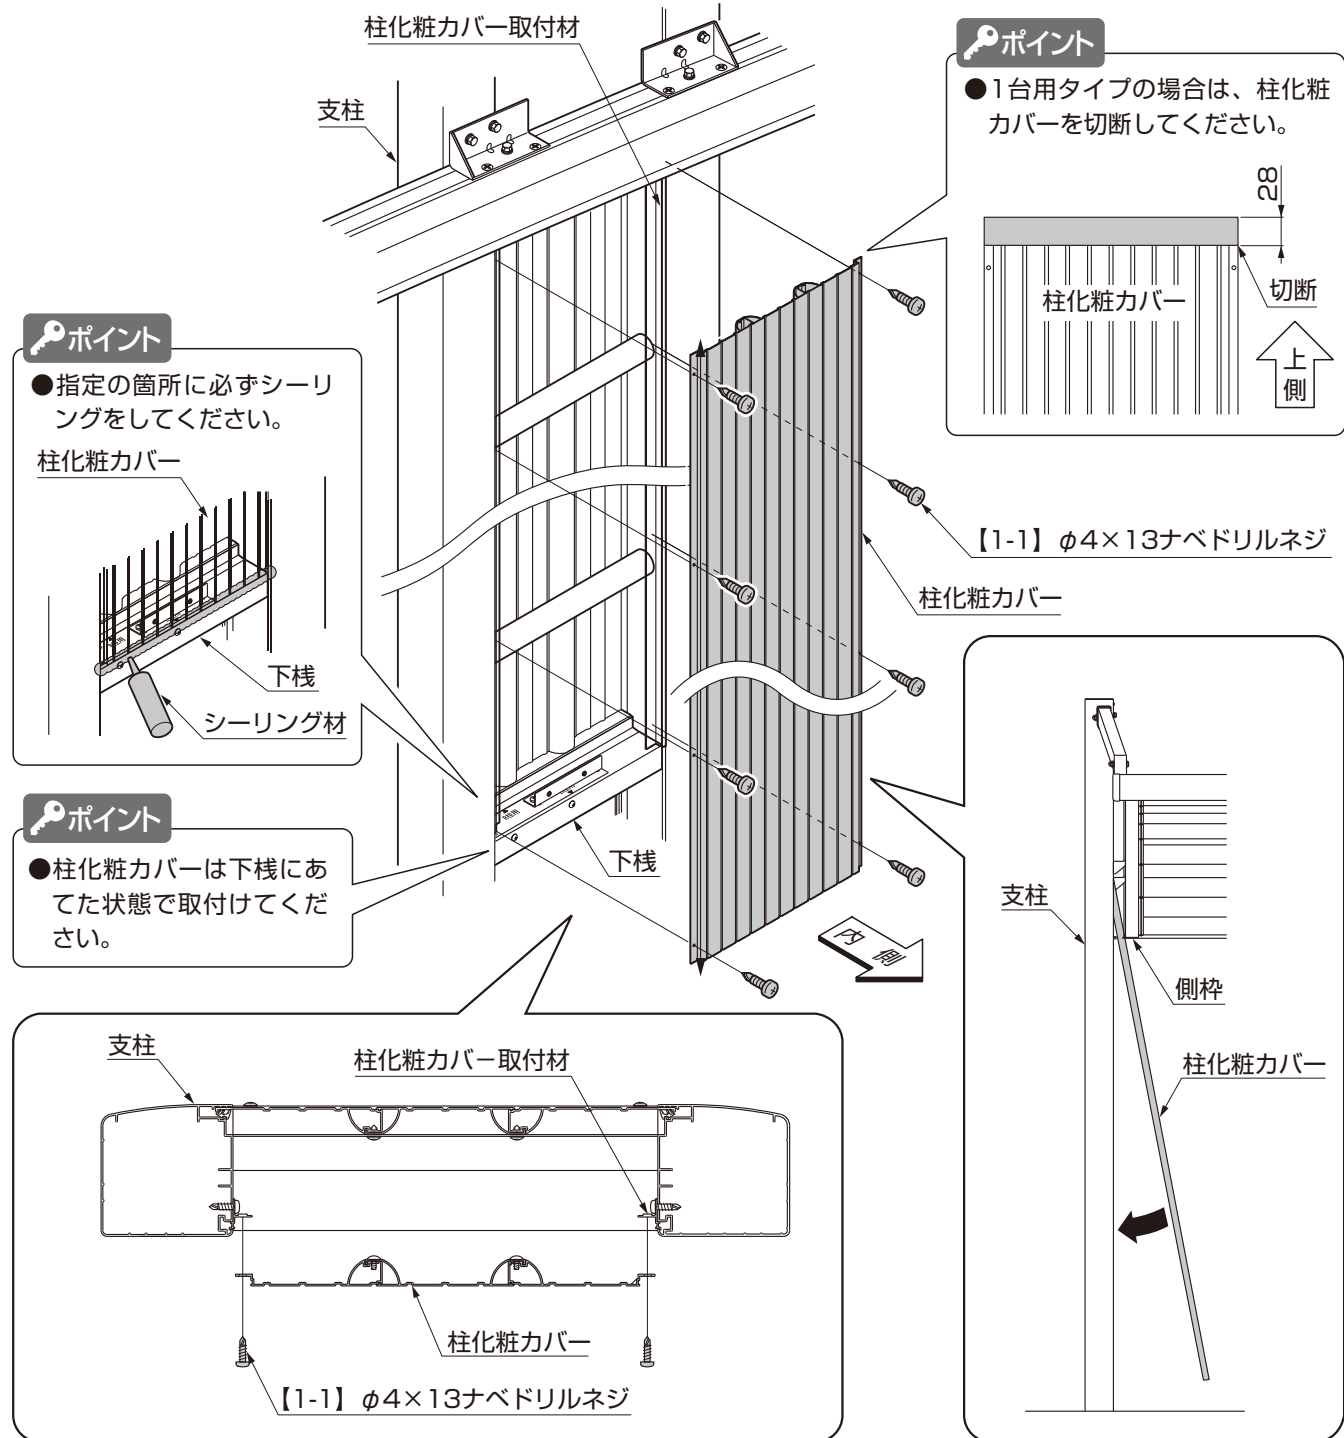 柱化粧カバー取付材
支柱
ポイント
●1台用タイプの場合は、柱化粧
カバーを切断してください。
28
柱化粧カバー
切断
上側
ポイント
●指定の箇所に必ずシーリ
ングをしてください。
柱化粧カバー
下桟
シーリング材
【1-1】φ4×13ナベドリルネジ
柱化粧カバー
ポイント
●柱化粧カバーは下桟にあ
てた状態で取付けてくだ
さい。
下桟
内側
支柱
側枠
柱化粧カバー
支柱
柱化粧カバー取付材
柱化粧カバー
【1-1】φ4×13ナベドリルネジ